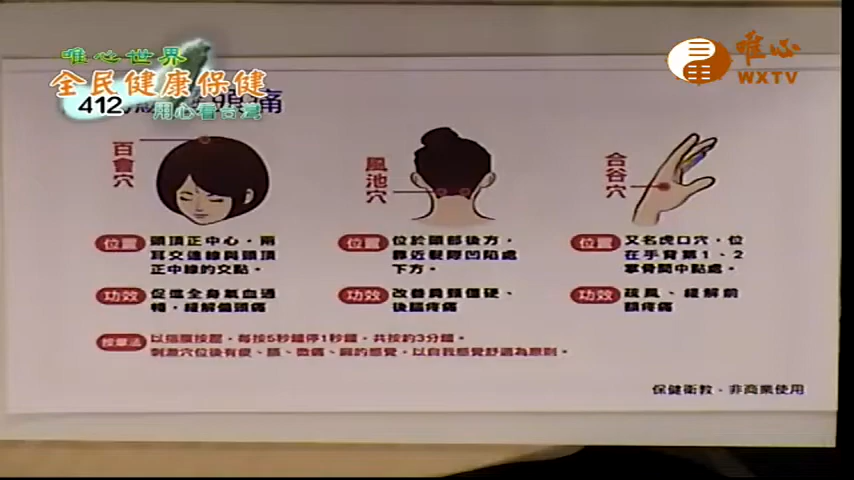 唯心世界
全民健康保健
412
用心看台灣
唯心
WXTV
頭痛
百會穴
風池穴
合谷穴
位置
頭頂正中心，兩
耳交連線與頭頂
正中線的交點。
功效
促進全身氣血通
暢，緩解偏頭痛
位置
位於頭部後方，
靠近髮際凹陷處
下方。
功效
改善肩頸僵硬、
後腦疼痛
位置
又名虎口穴，位
在手背第1、2
掌骨間中點處。
功效
疏風、緩解前
額疼痛
按摩法
以指腹按壓，每按5秒鐘停1秒鐘，共按約3分鐘。
刺激穴位後有痠、脹、微痛、麻的感覺，以自我感覺舒適為原則。
保健衛教、非商業使用